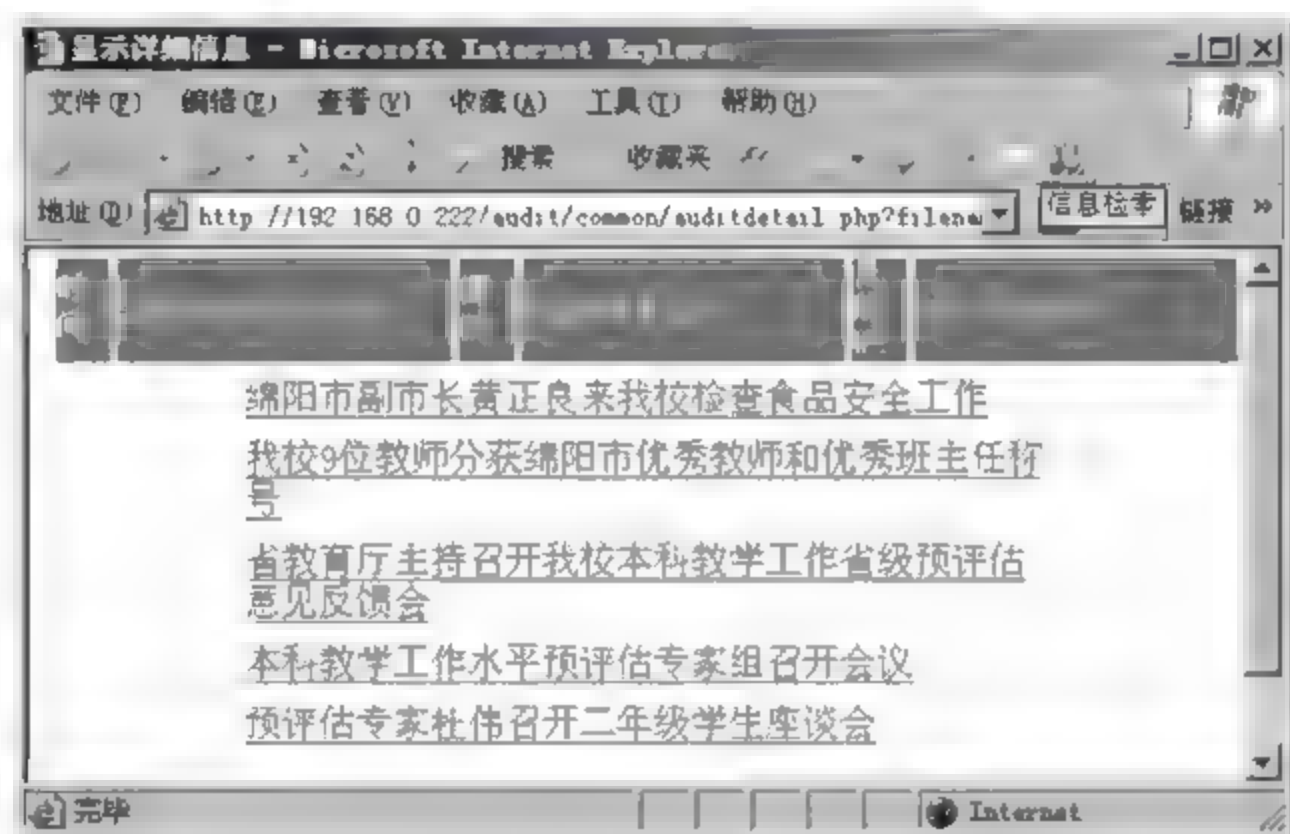 显示详细信息 - Microsoft Internet Explorer
文件(F) 编辑(E) 查看(V) 收藏(A) 工具(T) 帮助(H)
搜索 收藏夹
地址(D) http //192 168 0 222/audit/common/auditdetail php?filena 信息检索 链接 »
绵阳市副市长黄正良来我校检查食品安全工作
我校9位教师分获绵阳市优秀教师和优秀班主任称
号
省教育厅主持召开我校本科教学工作省级预评估
意见反馈会
本科教学工作水平预评估专家组召开会议
预评估专家杜伟召开二年级学生座谈会
完毕 Internet